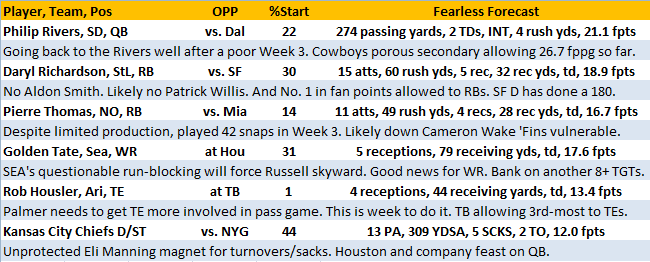 Player, Team, Pos OPP %Start Fearless Forecast
Philip Rivers, SD, QB vs. Dal 22 274 passing yards, 2 TDs, INT, 4 rush yds, 21.1 fpts
Going back to the Rivers well after a poor Week 3. Cowboys porous secondary allowing 26.7 fppg so far.
Daryl Richardson, StL, RB vs. SF 30 15 atts, 60 rush yds, 5 rec, 32 rec yds, td, 18.9 fpts
No Aldon Smith. Likely no Patrick Willis. And No. 1 in fan points allowed to RBs. SF D has done a 180.
Pierre Thomas, NO, RB vs. Mia 14 11 atts, 49 rush yds, 4 recs, 28 rec yds, td, 16.7 fpts
Despite limited production, played 42 snaps in Week 3. Likely down Cameron Wake 'Fins vulnerable.
Golden Tate, Sea, WR at Hou 31 5 receptions, 79 receiving yds, td, 17.6 fpts
SEA's questionable run-blocking will force Russell skyward. Good news for WR. Bank on another 8+ TGTs.
Rob Housler, Ari, TE at TB 1 4 receptions, 44 receiving yards, td, 13.4 fpts
Palmer needs to get TE more involved in pass game. This is week to do it. TB allowing 3rd-most to TEs.
Kansas City Chiefs D/ST vs. NYG 44 13 PA, 309 YDSA, 5 SCKS, 2 TO, 12.0 fpts
Unprotected Eli Manning magnet for turnovers/sacks. Houston and company feast on QB.